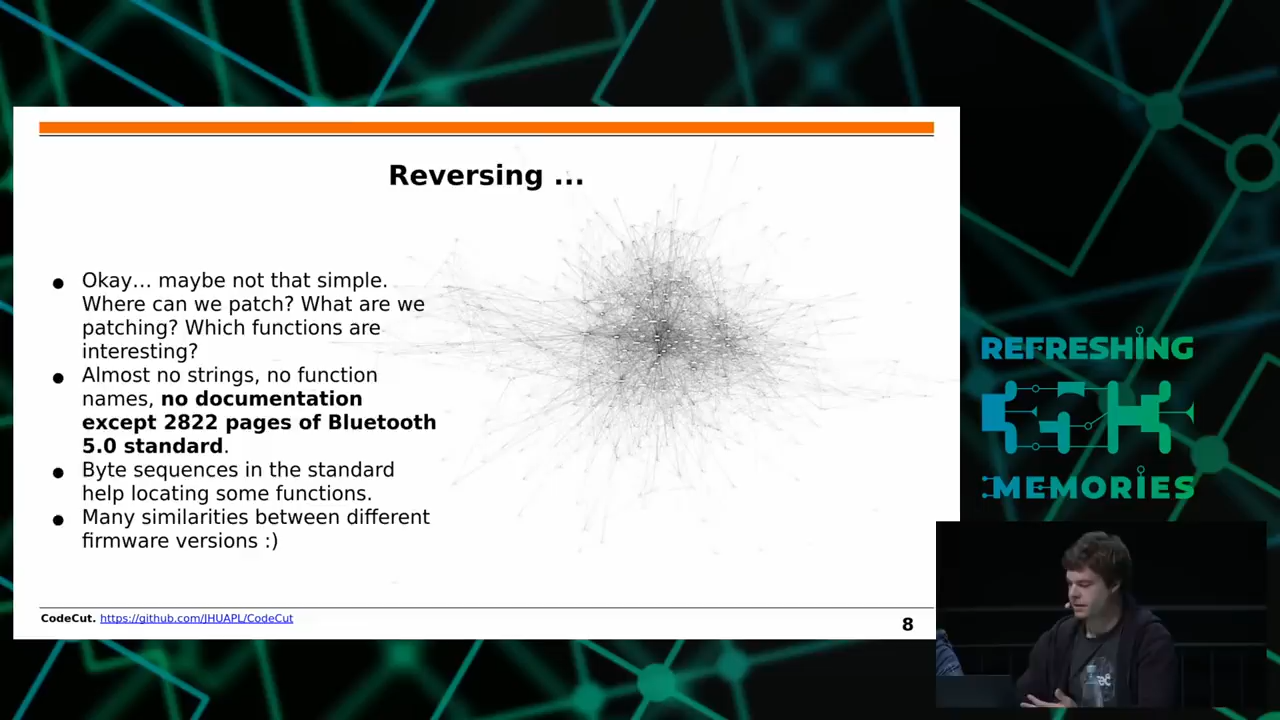 Reversing ...
● Okay… maybe not that simple.
Where can we patch? What are we
patching? Which functions are
interesting?
● Almost no strings, no function
names, no documentation
except 2822 pages of Bluetooth
5.0 standard.
● Byte sequences in the standard
help locating some functions.
● Many similarities between different
firmware versions :)
CodeCut. https://github.com/JHUAPL/CodeCut
8
REFRESHING
35C3
MEMORIES